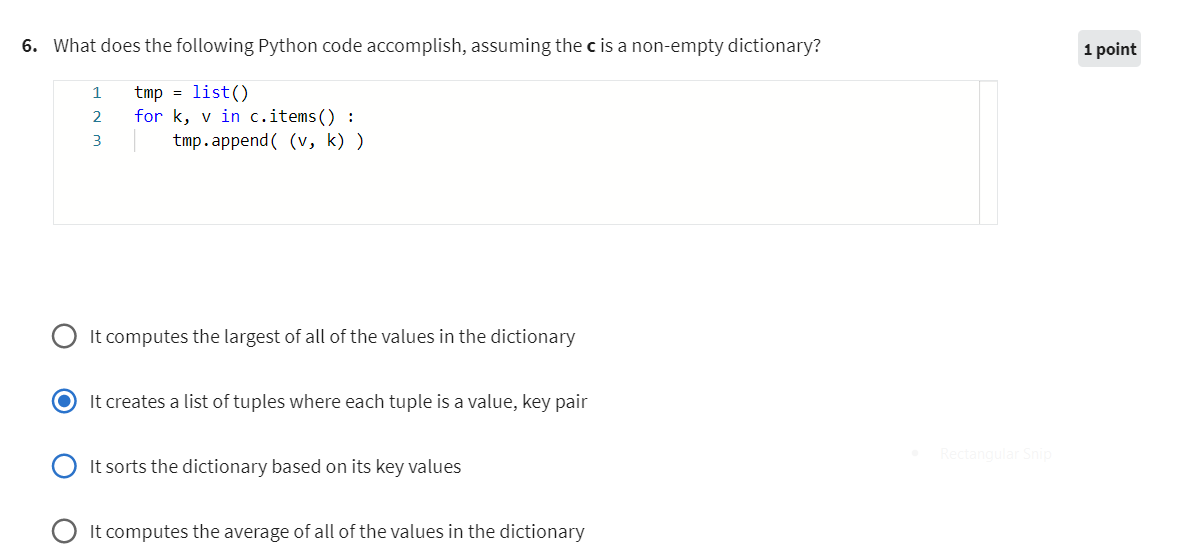 6. What does the following Python code accomplish, assuming the c is a non-empty dictionary?
1 point
1 tmp = list()
2 for k, v in c.items() :
3 tmp.append( (v, k) )
It computes the largest of all of the values in the dictionary
It creates a list of tuples where each tuple is a value, key pair
It sorts the dictionary based on its key values
Rectangular Snip
It computes the average of all of the values in the dictionary